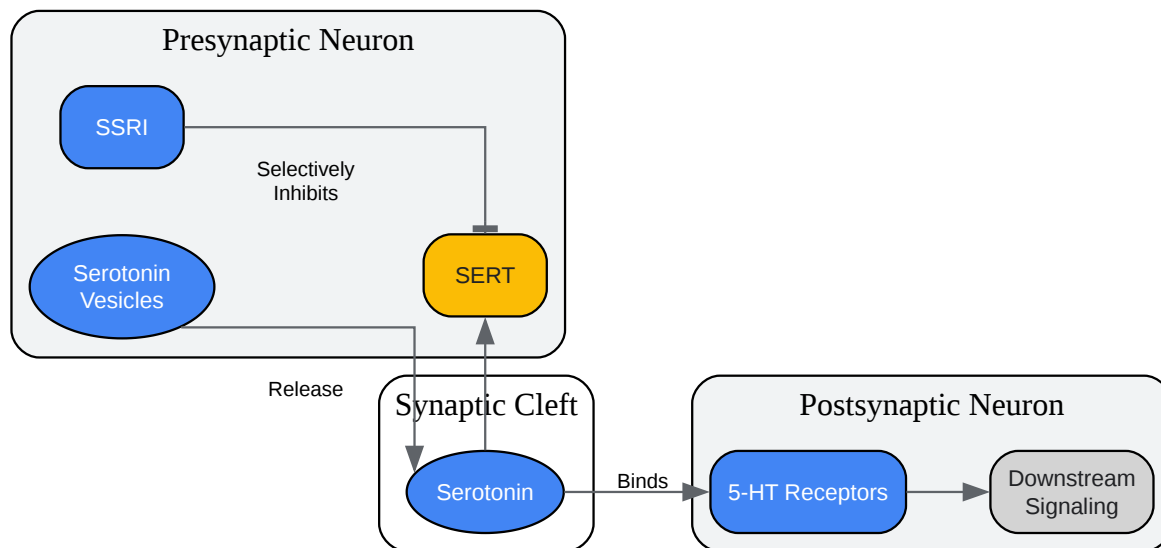 Presynaptic Neuron
SSRI
Selectively
Inhibits
Serotonin
Vesicles
SERT
Release
Synaptic Cleft
Postsynaptic Neuron
Serotonin
Binds
5-HT Receptors
Downstream
Signaling